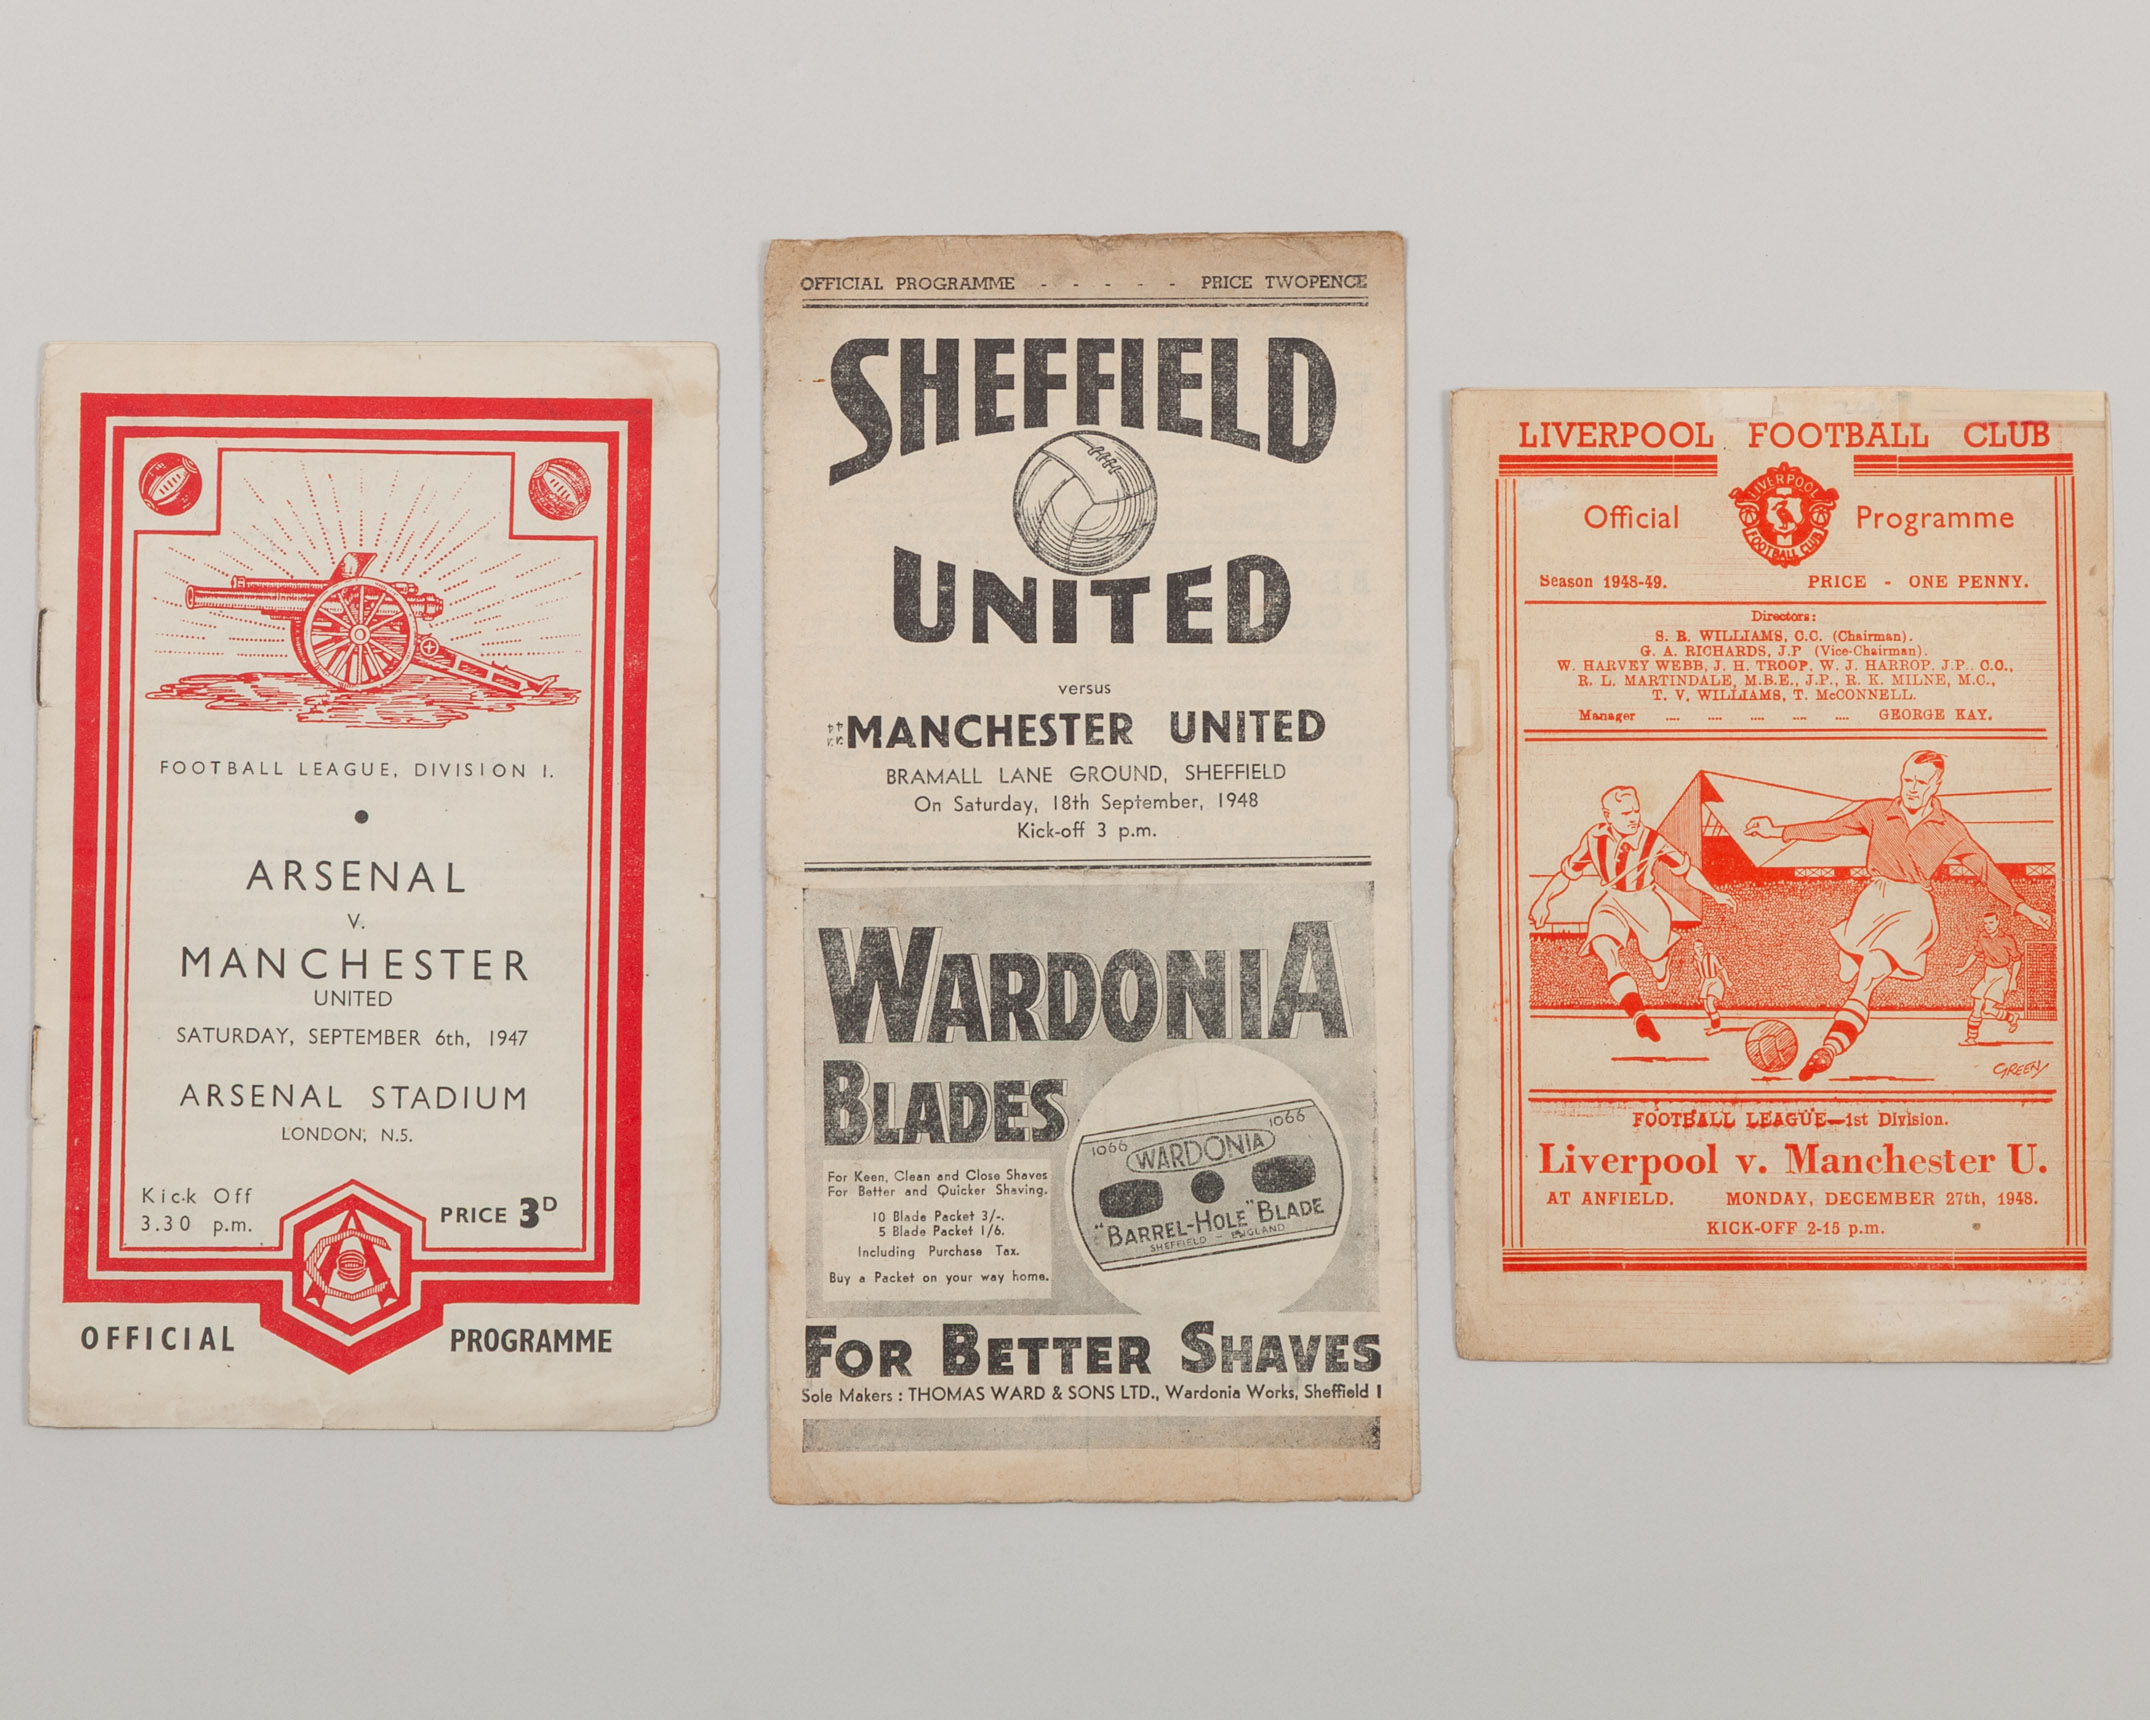 FOOTBALL LEAGUE, DIVISION 1.
ARSENAL
V.
MANCHESTER
UNITED
SATURDAY, SEPTEMBER 6th, 1947
ARSENAL STADIUM
LONDON, N.5.
Kick Off
3.30 p.m.
PRICE 3D
OFFICIAL PROGRAMME
OFFICIAL PROGRAMME - - - - - PRICE TWOPENCE
SHEFFIELD
UNITED
versus
MANCHESTER UNITED
BRAMALL LANE GROUND, SHEFFIELD
On Saturday, 18th September, 1948
Kick-off 3 p.m.
WARDONIA
BLADES
For Keen, Clean and Close Shaves
For Better and Quicker Shaving.
10 Blade Packet 3/-.
5 Blade Packet 1/6.
Including Purchase Tax.
Buy a Packet on your way home.
1066 1066
WARDONIA
"BARREL-HOLE" BLADE
SHEFFIELD - ENGLAND
FOR BETTER SHAVES
Sole Makers : THOMAS WARD & SONS LTD., Wardonia Works, Sheffield 1
LIVERPOOL FOOTBALL CLUB
LIVERPOOL
FOOTBALL CLUB
Official Programme
Season 1948-49. PRICE - ONE PENNY.
Directors:
S. R. WILLIAMS, C.C. (Chairman).
G. A. RICHARDS, J.P (Vice-Chairman).
W. HARVEY WEBB, J. H. TROOP, W. J. HARROP, J.P., C.C.,
R. L. MARTINDALE, M.B.E., J.P., R. K. MILNE, M.C.,
T. V. WILLIAMS, T. McCONNELL.
Manager .... .... .... .... .... GEORGE KAY.
GREEN
FOOTBALL LEAGUE—1st Division.
Liverpool v. Manchester U.
AT ANFIELD. MONDAY, DECEMBER 27th, 1948.
KICK-OFF 2-15 p.m.